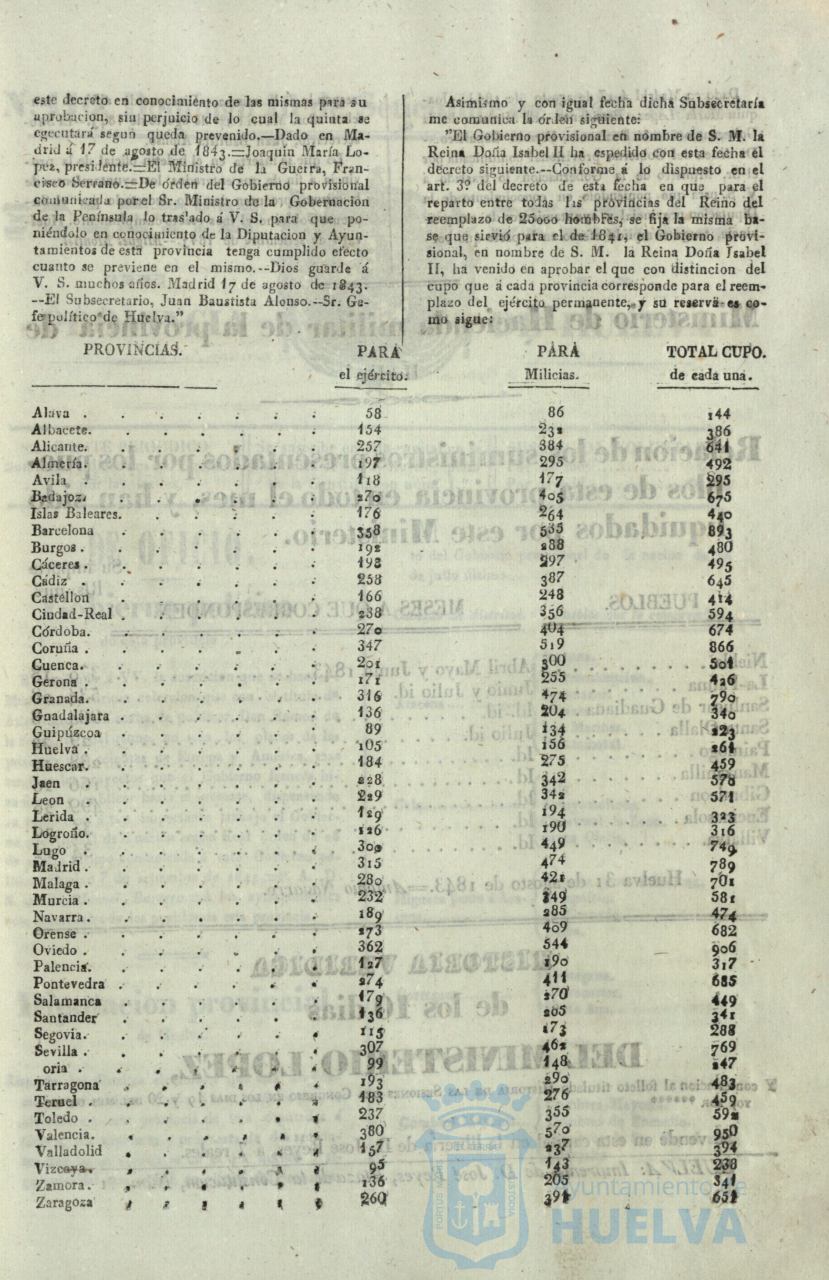 este decreto en conocimiento de las mismas para su
aprobacion, sin perjuicio de lo cual la quinta se
egecutará segun queda prevenido.—Dado en Ma-
drid á 17 de agosto de 1843.=Joaquin María Lo-
pez, presidente.=El Ministro de la Guerra, Fran-
cisco Serrano.=De órden del Gobierno provisional
comunicada por el Sr. Ministro de la Gobernacion
de la Península lo traslado á V. S. para que po-
niéndolo en conocimiento de la Diputacion y Ayun-
tamientos de esta provincia tenga cumplido efecto
cuanto se previene en el mismo.--Dios guarde á
V. S. muchos años. Madrid 17 de agosto de 1843.
--El Subsecretario, Juan Baustista Alonso.--Sr. Ge-
fe político de Huelva.”
Asimismo y con igual fecha dicha Subsecretaría
me comunica la órden siguiente:
”El Gobierno provisional en nombre de S. M. la
Reina Doña Isabel II ha espedido con esta fecha el
decreto siguiente.--Conforme á lo dispuesto en el
art. 3º del decreto de esta fecha en que para el
reparto entre todas las provincias del Reino del
reemplazo de 25000 hombres, se fija la misma ba-
se que sirvió para el de 1841, el Gobierno provi-
sional, en nombre de S. M. la Reina Doña Isabel
II, ha venido en aprobar el que con distincion del
cupo que á cada provincia corresponde para el reem-
plazo del ejército permanente, y su reserva es co-
mo sigue:
PROVINCIAS. PARA PARA TOTAL CUPO.
el ejército. Milicias. de cada una.
Alava . 58 86 144
Albacete. 154 232 386
Alicante. 257 384 641
Almería. 197 295 492
Avila . 118 177 295
Badajoz. 270 405 675
Islas Baleares. 176 264 440
Barcelona 358 535 893
Burgos . 192 288 480
Cáceres . 198 297 495
Cádiz . 258 387 645
Castellon 166 248 414
Ciudad-Real . 238 356 594
Córdoba. 270 404 674
Coruña . 347 519 866
Cuenca. 201 300 501
Gerona . 171 255 426
Granada. 316 474 790
Guadalajara . 136 204 340
Guipúzcoa 89 134 223
Huelva . 105 156 261
Huescar. 184 275 459
Jaen . 228 342 570
Leon . 229 342 571
Lerida . 129 194 323
Logroño. 126 190 316
Lugo . 300 449 749
Madrid . 315 474 789
Malaga . 280 421 701
Murcia . 232 349 581
Navarra . 189 285 474
Orense . 273 409 682
Oviedo . 362 544 906
Palencia. 127 190 317
Pontevedra . 274 411 685
Salamanca . 179 270 449
Santander 136 205 341
Segovia. 115 173 288
Sevilla . 307 462 769
oria . 99 148 247
Tarragona 193 290 483
Teruel . 183 276 459
Toledo . 237 355 592
Valencia. 380 570 950
Valladolid 157 237 394
Vizcaya. 95 143 238
Zamora. 136 205 341
Zaragoza 260 391 651
PORTUS MARIS
Ayuntamiento de
HUELVA